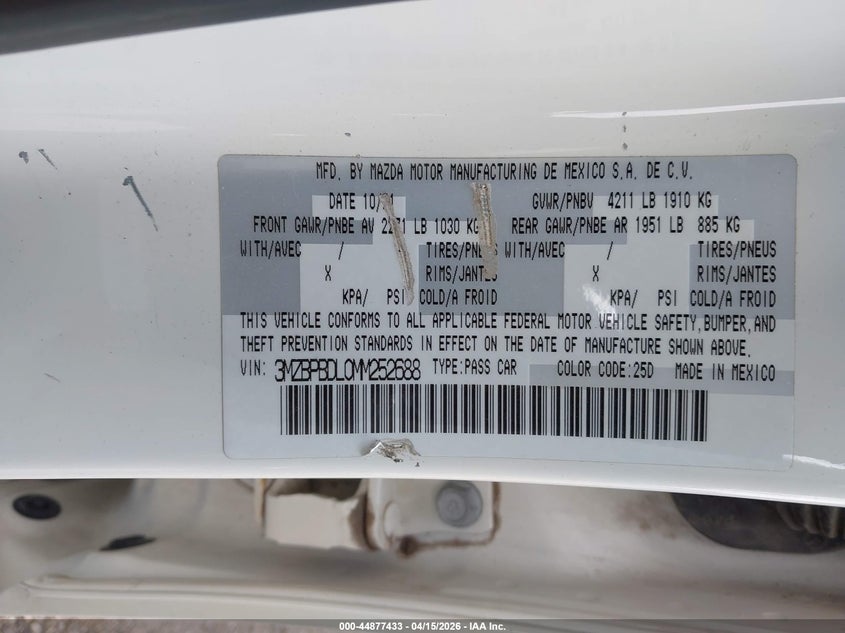 MFD. BY MAZDA MOTOR MANUFACTURING DE MEXICO S.A. DE C.V.
DATE 10/ GVWR/PNBV 4211 LB 1910 KG
FRONT GAWR/PNBE AV LB 1030 KG REAR GAWR/PNBE AR 1951 LB 885 KG
WITH/AVEC / TIRES/PNEUS WITH/AVEC / TIRES/PNEUS
X RIMS/JANTES X RIMS/JANTES
KPA/ PSI COLD/A FROID KPA/ PSI COLD/A FROID
THIS VEHICLE CONFORMS TO ALL APPLICABLE FEDERAL MOTOR VEHICLE SAFETY, BUMPER, AND
THEFT PREVENTION STANDARDS IN EFFECT ON THE DATE OF MANUFACTURE SHOWN ABOVE.
VIN: 3MZBPBDL0MM252688 TYPE:PASS CAR COLOR CODE:25D MADE IN MEXICO
000-44877433 - 04/15/2026 - IAA Inc.